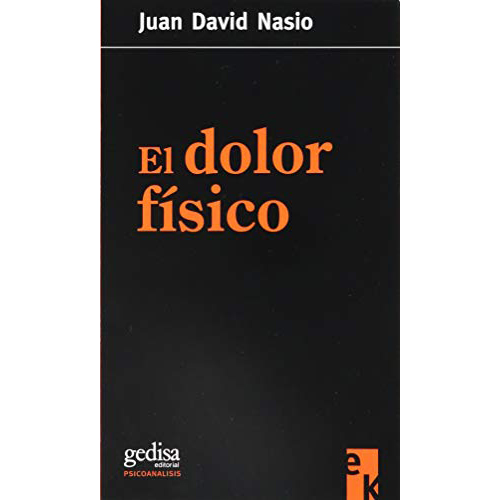 Juan David Nasio
El dolor
físico
gedisa
editorial
PSICOANALISIS
e
k